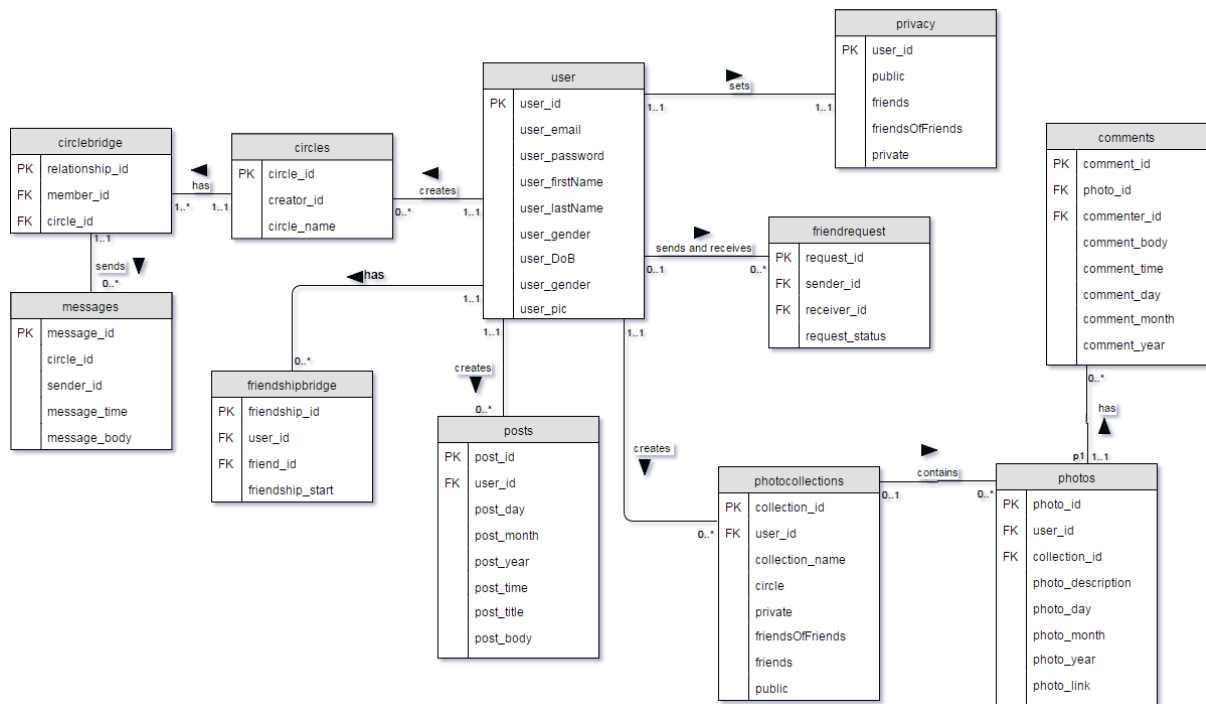 privacy
PK user_id
public
friends
friendsOfFriends
private
user
PK user_id
user_email
user_password
user_firstName
user_lastName
user_gender
user_DoB
user_gender
user_pic
sets
1..1
1..1
circlebridge
PK relationship_id
FK member_id
FK circle_id
circles
PK circle_id
creator_id
circle_name
has
1..*
1..1
creates
0..*
1..1
comments
PK comment_id
FK photo_id
FK commenter_id
comment_body
comment_time
comment_day
comment_month
comment_year
friendrequest
PK request_id
FK sender_id
FK receiver_id
request_status
sends and receives
0..1
0..*
1..1
sends
0..*
messages
PK message_id
circle_id
sender_id
message_time
message_body
has
1..1
0..*
friendshipbridge
PK friendship_id
FK user_id
FK friend_id
friendship_start
1..1
creates
0..*
posts
PK post_id
FK user_id
post_day
post_month
post_year
post_time
post_title
post_body
1..1
creates
0..*
photocollections
PK collection_id
FK user_id
collection_name
circle
private
friendsOfFriends
friends
public
contains
0..1
0..*
0..*
has
p1
1..1
photos
PK photo_id
FK user_id
FK collection_id
photo_description
photo_day
photo_month
photo_year
photo_link